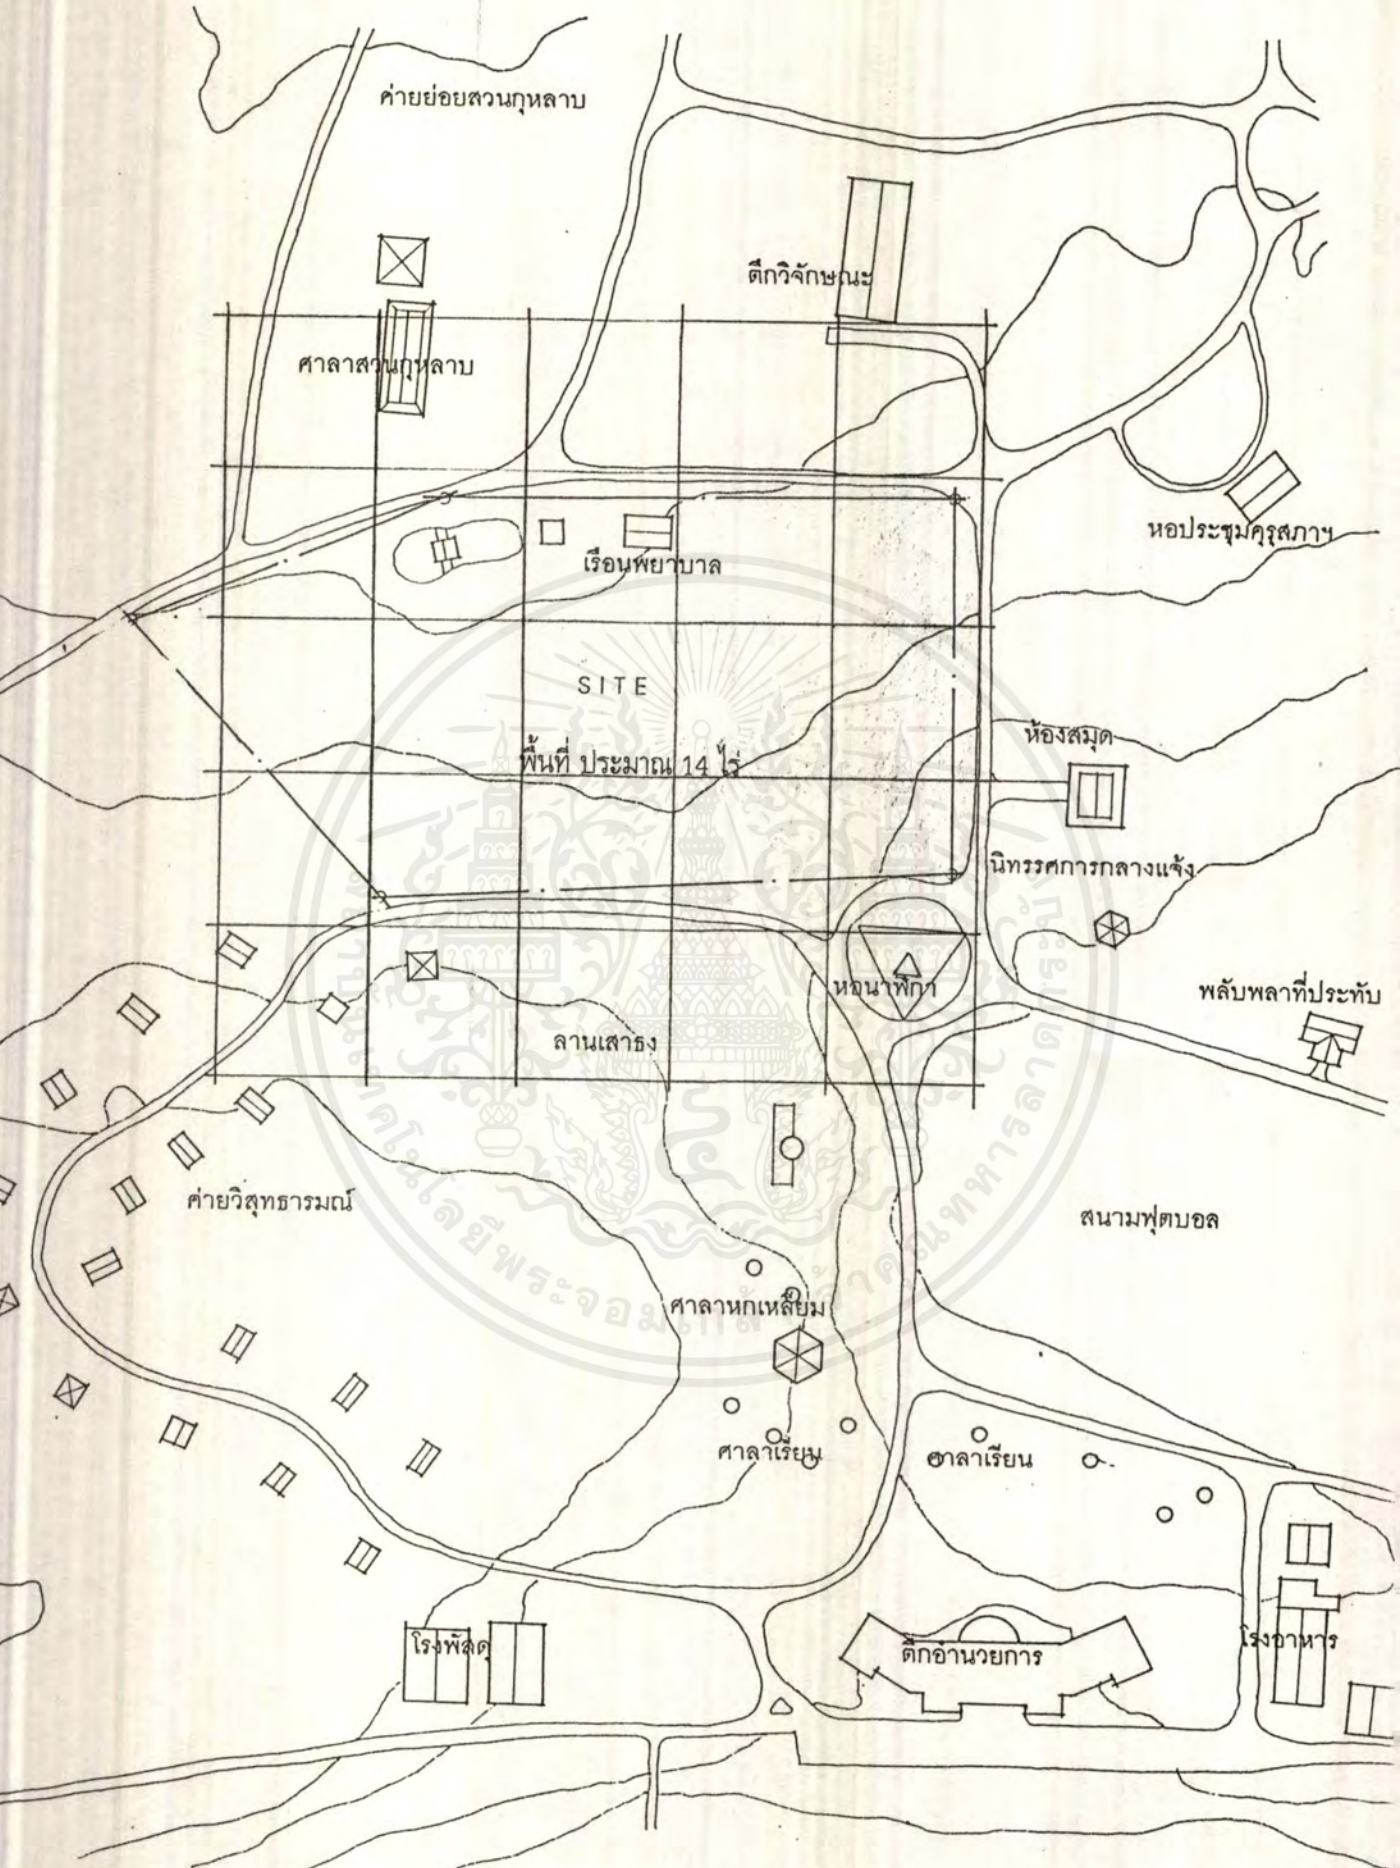 ค่ายย่อยสวนกุหลาบ
ตึกวิจักษณะ
ศาลาสวนกุหลาบ
หอประชุมคุรุสภาฯ
เรือนพยาบาล
SITE
ห้องสมุด
พื้นที่ ประมาณ 14 ไร่
นิทรรศการกลางแจ้ง
หอนาฬิกา
พลับพลาที่ประทับ
ลานเสาธง
ค่ายวิสุทธารมณ์
สนามฟุตบอล
ศาลาหกเหลี่ยม
ศาลาเรียน
ศาลาเรียน
โรงพัสดุ
ตึกอำนวยการ
โรงอาหาร